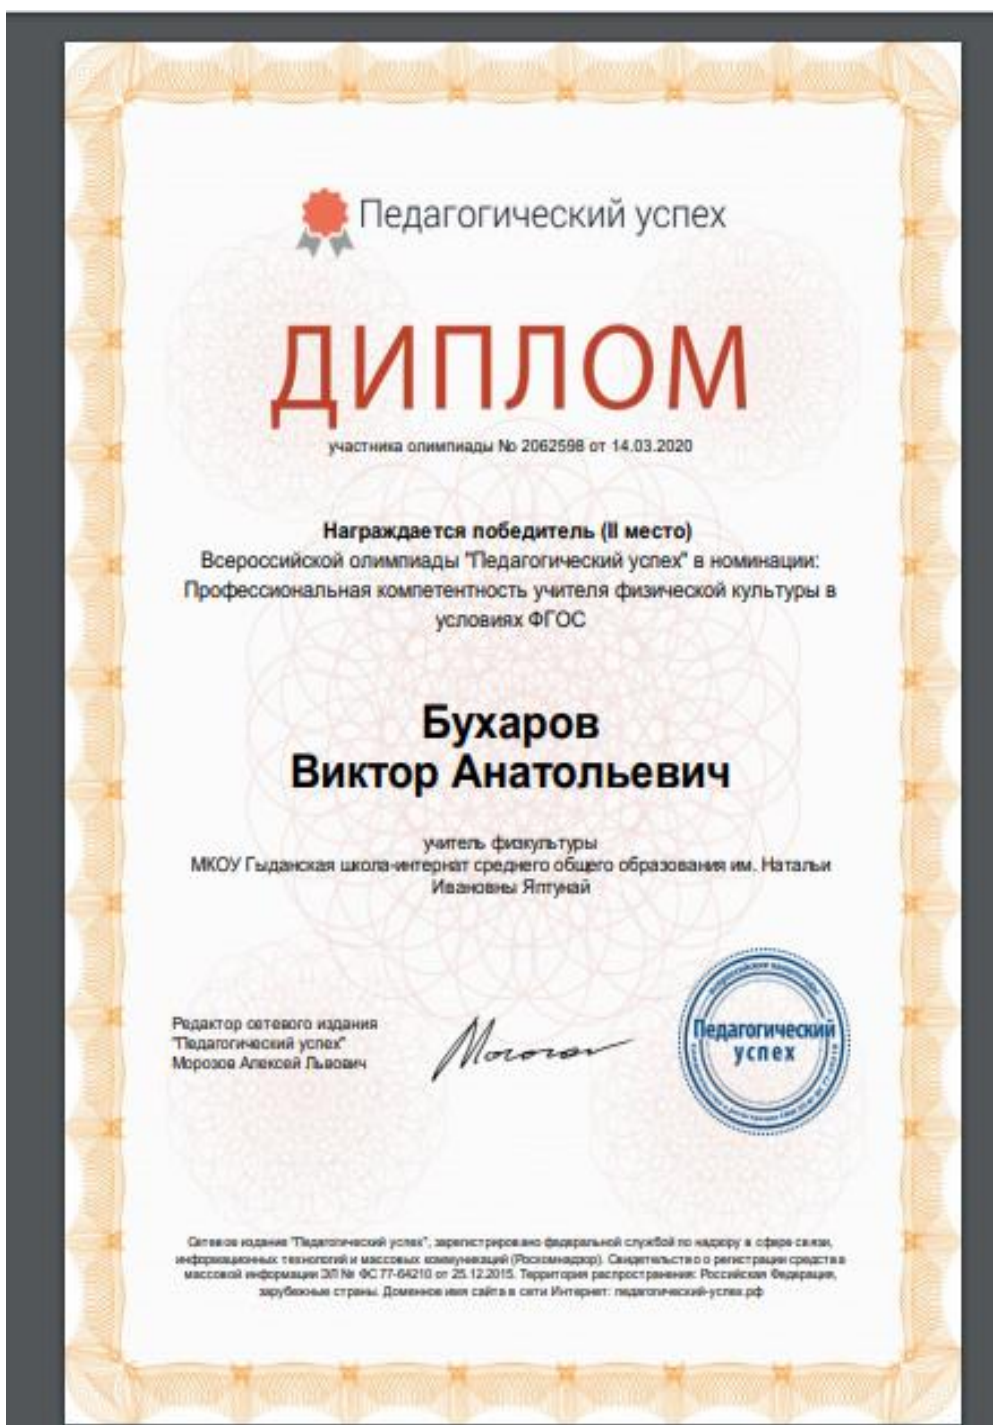 Педагогический успех
ДИПЛОМ
участника олимпиады № 2062598 от 14.03.2020
Награждается победитель (II место)
Всероссийской олимпиады "Педагогический успех" в номинации:
Профессиональная компетентность учителя физической культуры в
условиях ФГОС
Бухаров
Виктор Анатольевич
учитель физкультуры
МКОУ Гыданская школа-интернат среднего общего образования им. Натальи
Ивановны Яптунай
Редактор сетевого издания
"Педагогический успех"
Морозов Алексей Львович
Педагогический
успех
Сетевое издание "Педагогический успех", зарегистрировано федеральной службой по надзору в сфере связи,
информационных технологий и массовых коммуникаций (Роскомнадзор). Свидетельство о регистрации средства
массовой информации ЭЛ № ФС 77-64210 от 25.12.2015. Территория распространения: Российская Федерация,
зарубежные страны. Доменное имя сайта в сети Интернет: педагогический-успех.рф